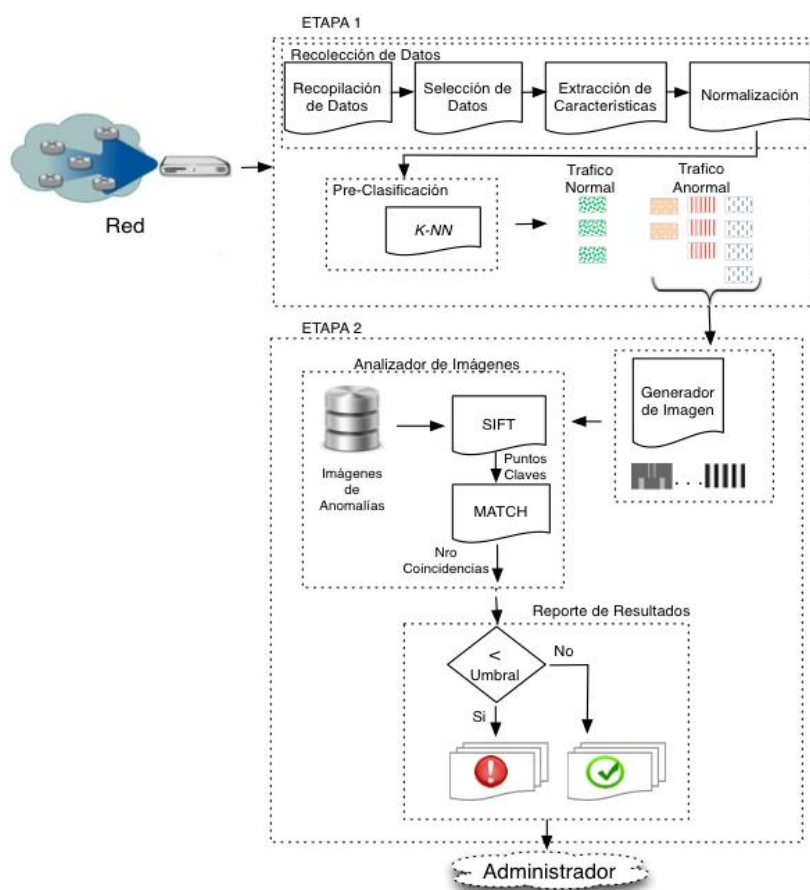 ETAPA 1
Recolección de Datos
Recopilación
de Datos
Selección de
Datos
Extracción de
Características
Normalización
Red
Pre-Clasificación
K-NN
Trafico
Normal
Trafico
Anormal
ETAPA 2
Analizador de Imágenes
Generador
de Imagen
. . .
Imágenes
de
Anomalías
SIFT
Puntos
Claves
MATCH
Nro
Coincidencias
Reporte de Resultados
<
Umbral
No
Si
!
Administrador